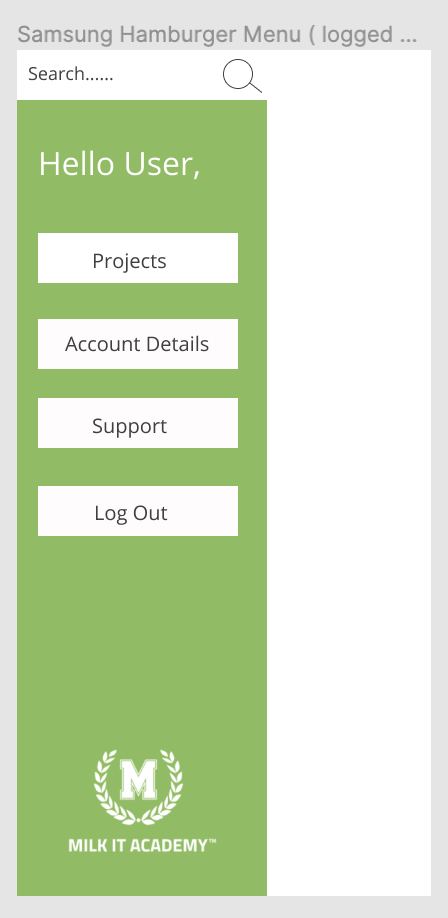 Samsung Hamburger Menu ( logged ...
Search......
Hello User,
Projects
Account Details
Support
Log Out
M
MILK IT ACADEMY™